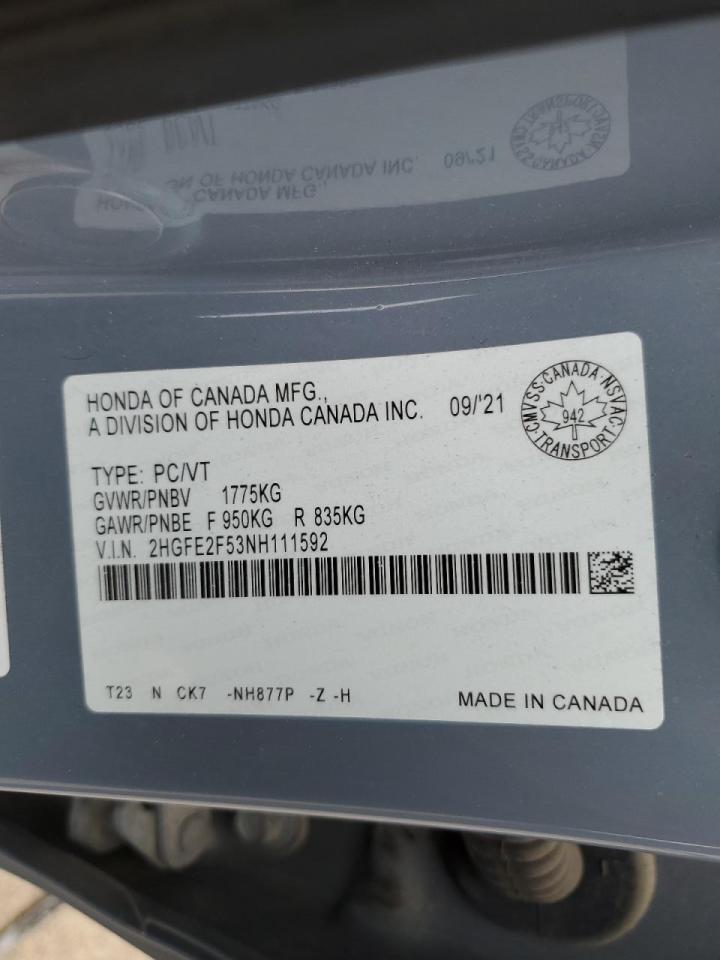 HONDA OF CANADA MFG.,
A DIVISION OF HONDA CANADA INC. 09/'21
CMVSS·CANADA·NSVAC
942
·TRANSPORT·
TYPE: PC/VT
GVWR/PNBV 1775KG
GAWR/PNBE F 950KG R 835KG
V.I.N. 2HGFE2F53NH111592
T23 N CK7 -NH877P -Z -H
MADE IN CANADA